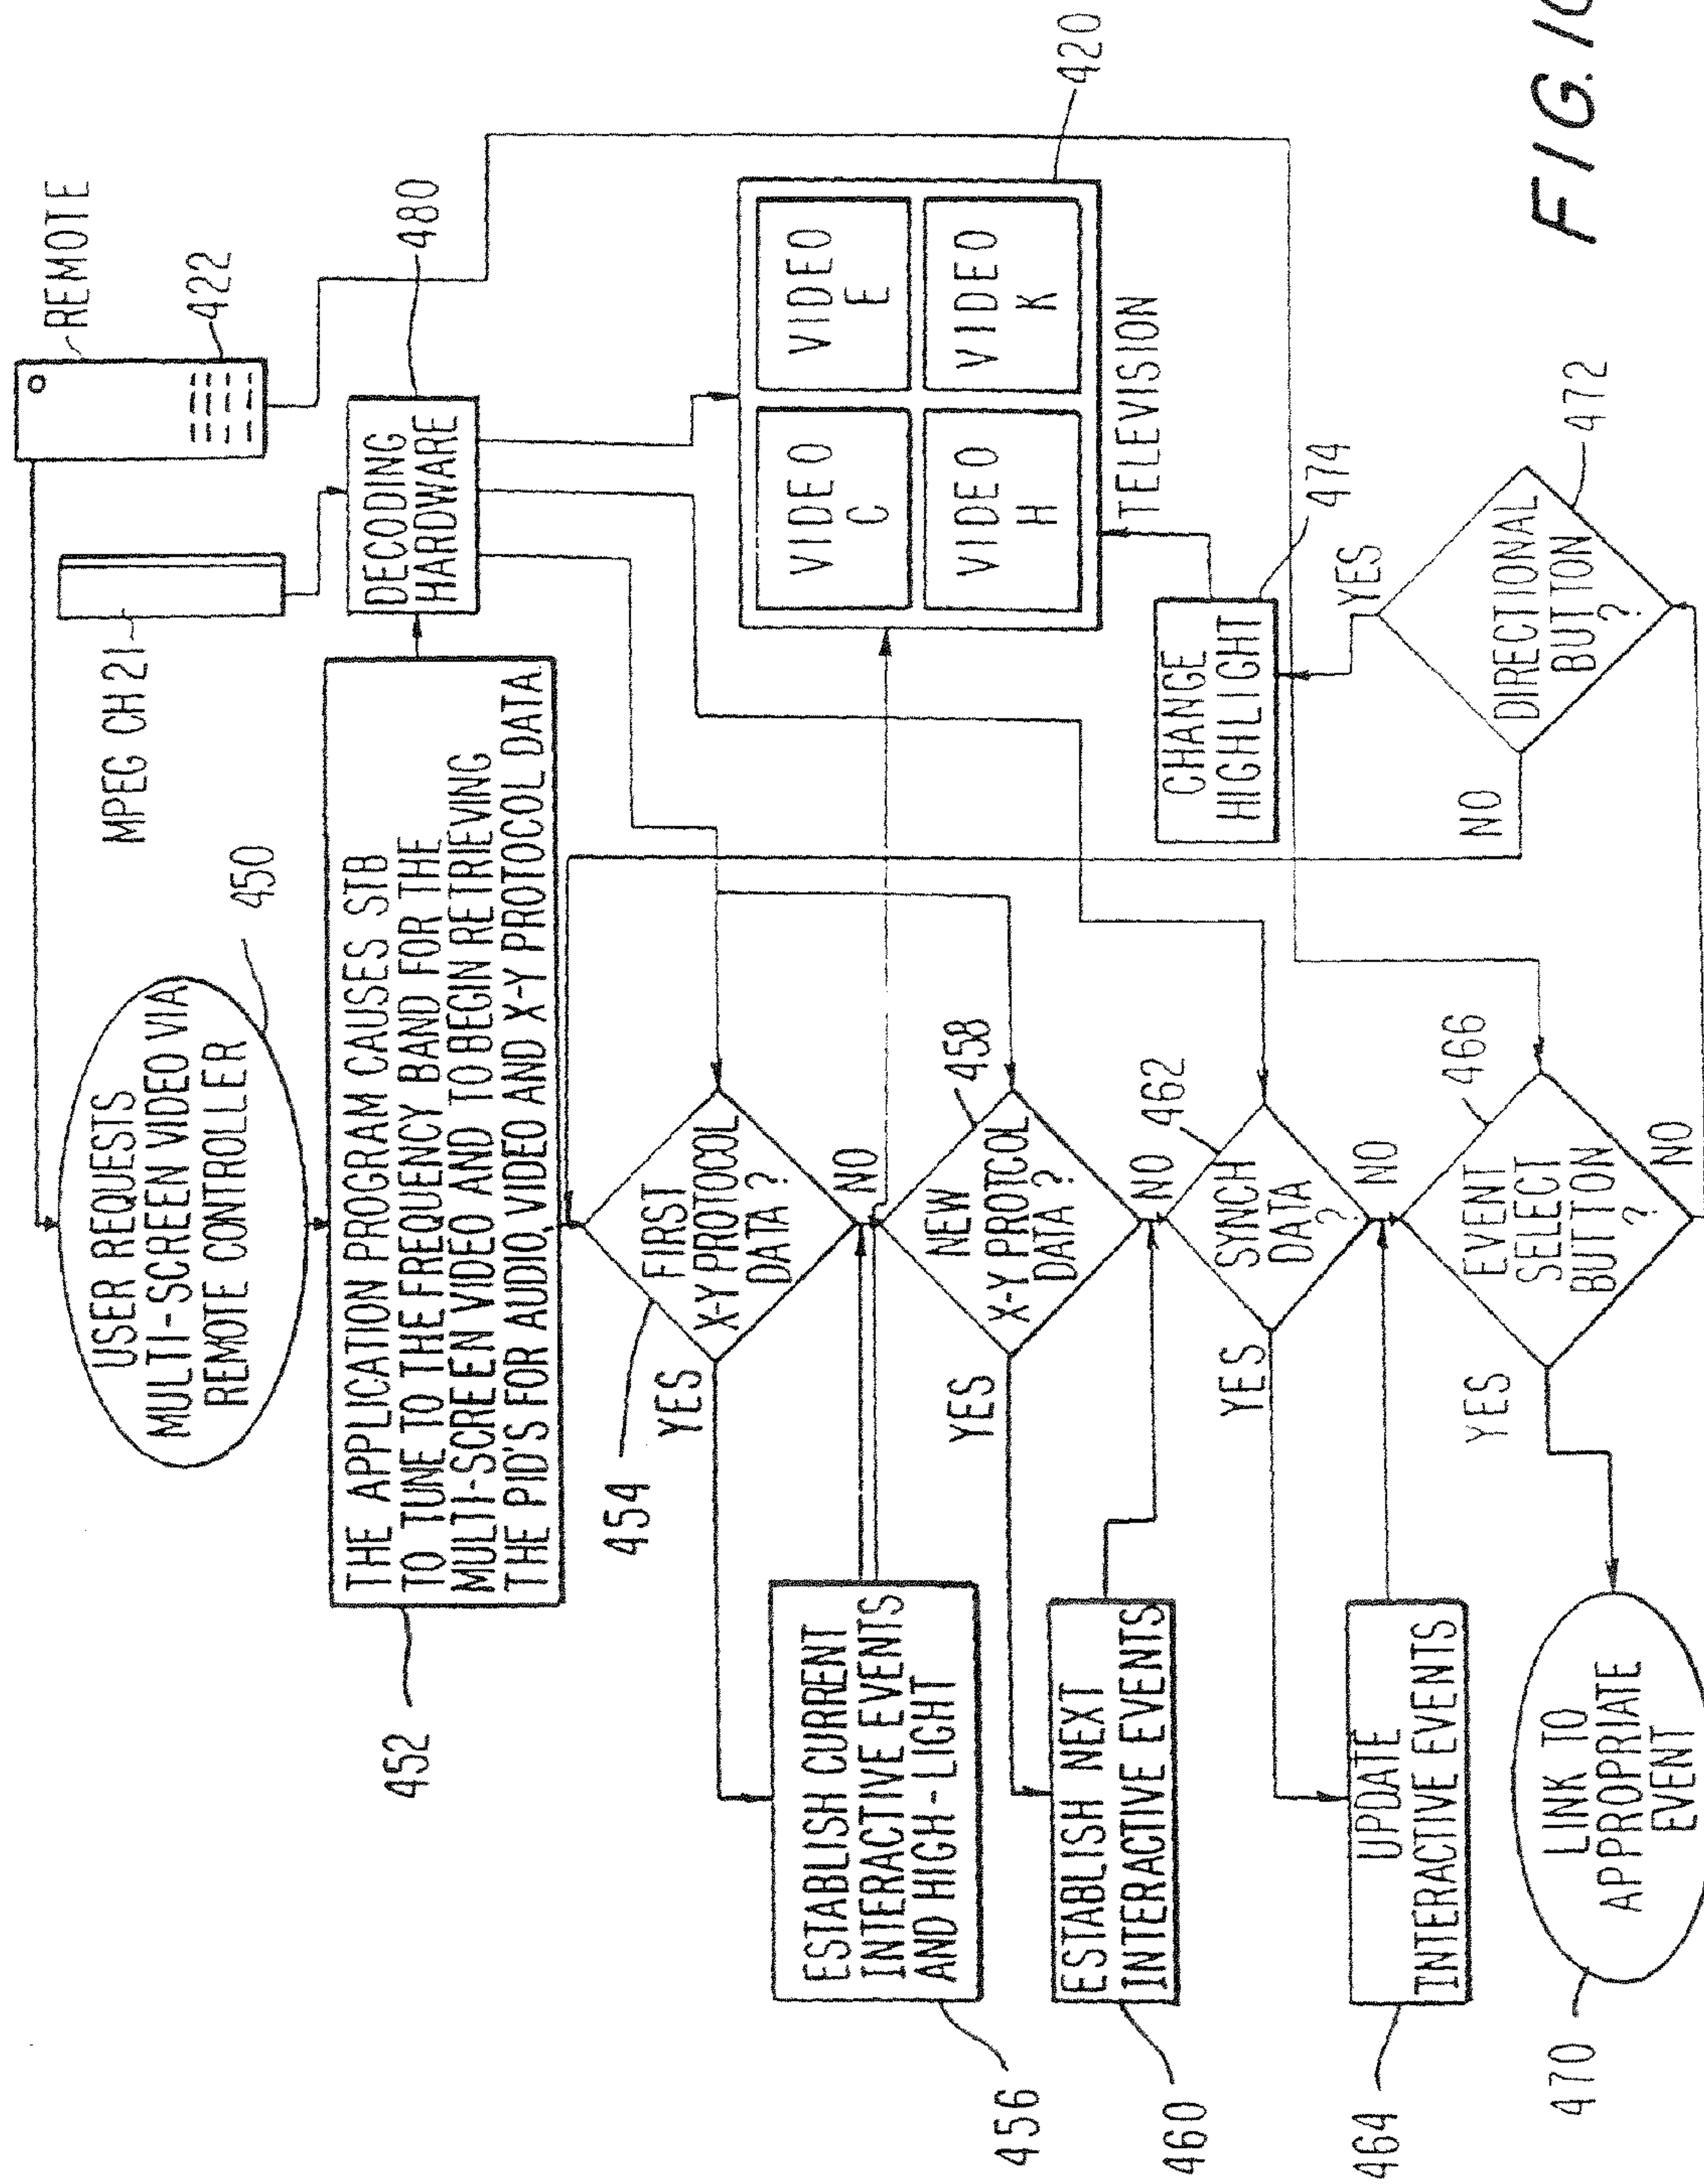 REMOTE
422
MPEG CH 21
USER REQUESTS
MULTI-SCREEN VIDEO VIA
REMOTE CONTROLLER
450
THE APPLICATION PROGRAM CAUSES STB
TO TUNE TO THE FREQUENCY BAND FOR THE
MULTI-SCREEN VIDEO AND TO BEGIN RETRIEVING
THE PID'S FOR AUDIO, VIDEO AND X-Y PROTOCOL DATA
452
DECODING
HARDWARE
480
FIRST
X-Y PROTOCOL
DATA ?
454
YES
NO
ESTABLISH CURRENT
INTERACTIVE EVENTS
AND HIGH-LIGHT
456
VIDEO
C
VIDEO
E
VIDEO
H
VIDEO
K
TELEVISION
420
NEW
X-Y PROTOCOL
DATA ?
458
YES
NO
ESTABLISH NEXT
INTERACTIVE EVENTS
460
SYNCH
DATA
?
462
YES
NO
UPDATE
INTERACTIVE EVENTS
464
CHANGE
HIGHLIGHT
474
EVENT
SELECT
BUTTON
?
466
YES
NO
LINK TO
APPROPRIATE
EVENT
470
DIRECTIONAL
BUTTON
?
472
YES
NO
FIG.